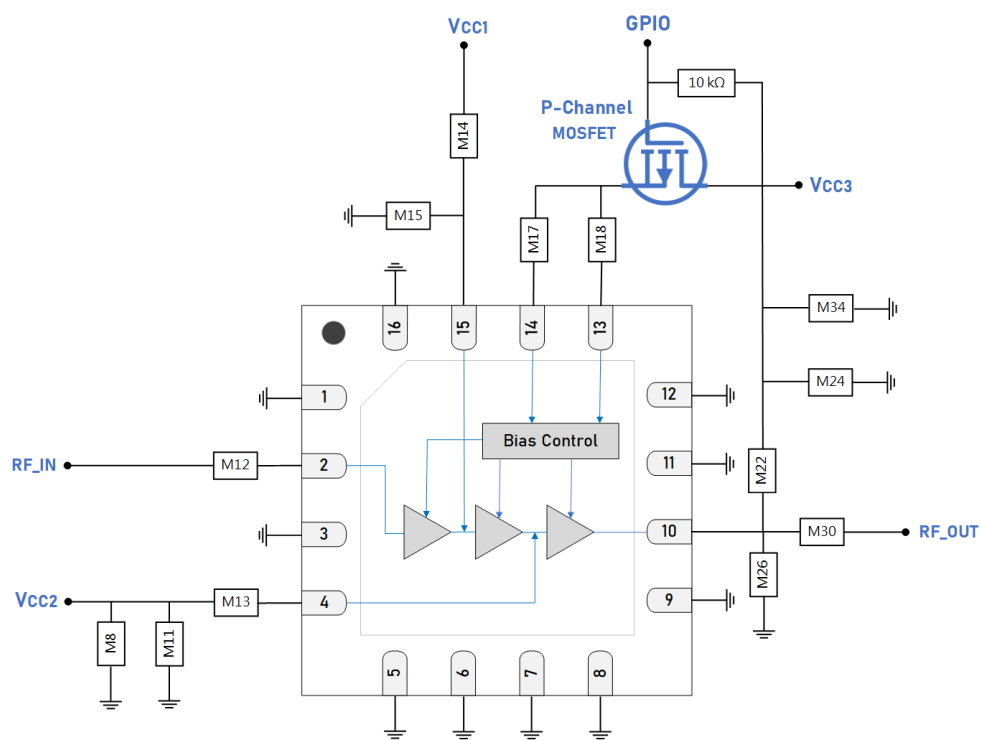 GPIO
VCC1
10 kΩ
P-Channel
MOSFET
M14
VCC3
M15
M17
M18
M34
16
15
14
13
M24
1
12
Bias Control
RF_IN
M12
2
11
M22
3
10
M30
RF_OUT
M26
VCC2
M13
4
9
M8
M11
5
6
7
8